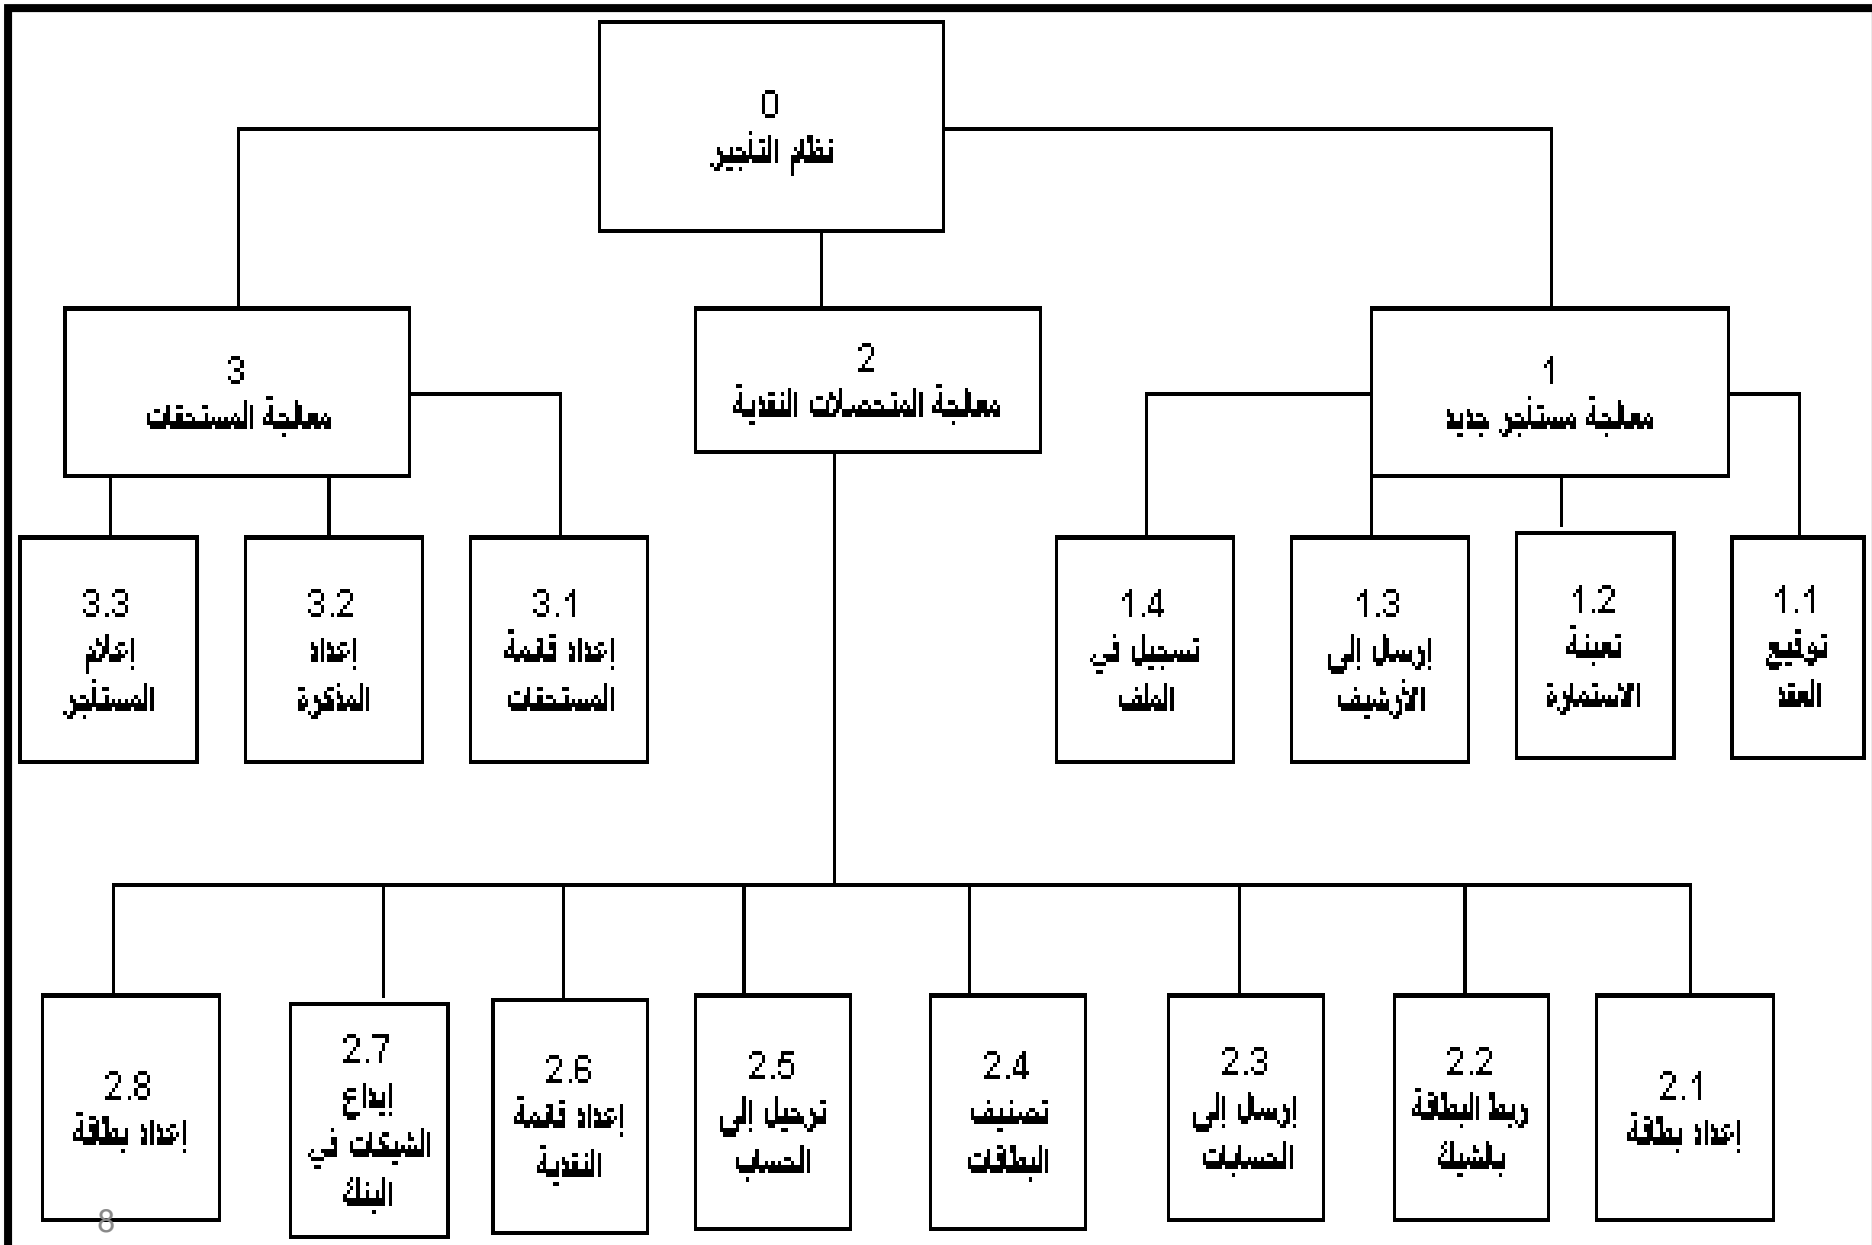 0
نظام التأجير
1
معالجة مستأجر جديد
2
معالجة المتحصلات النقدية
3
معالجة المستحقات
1.1
توقيع
العقد
1.2
تعبئة
الاستمارة
1.3
إرسال إلى
الأرشيف
1.4
تسجيل في
الملف
3.1
إعداد قائمة
المستحقات
3.2
إعداد
المذكرة
3.3
إعلام
المستأجر
2.1
إعداد بطاقة
2.2
ربط البطاقة
بالشيك
2.3
إرسال إلى
الحسابات
2.4
تصنيف
البطاقات
2.5
ترحيل إلى
الحساب
2.6
إعداد قائمة
النقدية
2.7
إيداع
الشيكات في
البنك
2.8
إعداد بطاقة
8